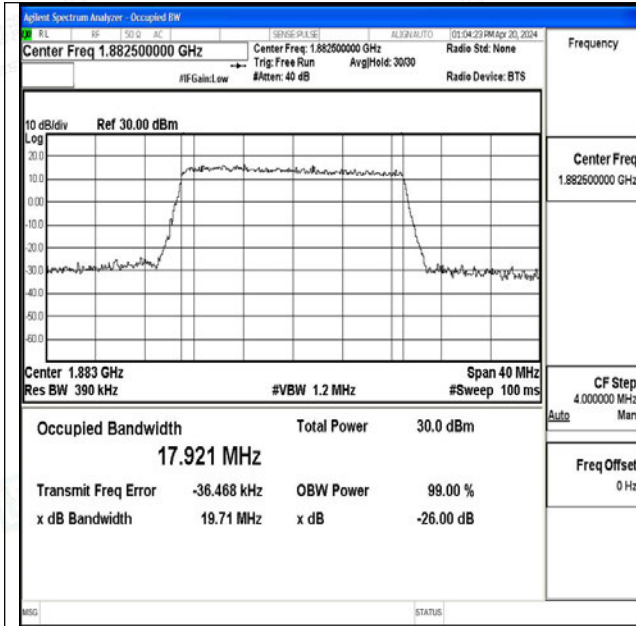 Agilent Spectrum Analyzer - Occupied BW
RL RF 50 Ω AC SENSE:PULSE ALIGNAUTO 01:04:23 PM Apr 20, 2024
Center Freq 1.882500000 GHz
Center Freq: 1.882500000 GHz
Radio Std: None
Trig: Free Run Avg|Hold: 30/30
#IFGain:Low
#Atten: 40 dB
Radio Device: BTS
10 dB/div Ref 30.00 dBm
Log
20.0
10.0
0.00
-10.0
-20.0
-30.0
-40.0
-50.0
-60.0
Center 1.883 GHz
Span 40 MHz
Res BW 390 kHz
#VBW 1.2 MHz
#Sweep 100 ms
Occupied Bandwidth
17.921 MHz
Total Power 30.0 dBm
Transmit Freq Error -36.468 kHz
OBW Power 99.00 %
x dB Bandwidth 19.71 MHz
x dB -26.00 dB
MSG
STATUS
Frequency
Center Freq
1.882500000 GHz
CF Step
4.000000 MHz
Auto Man
Freq Offset
0 Hz